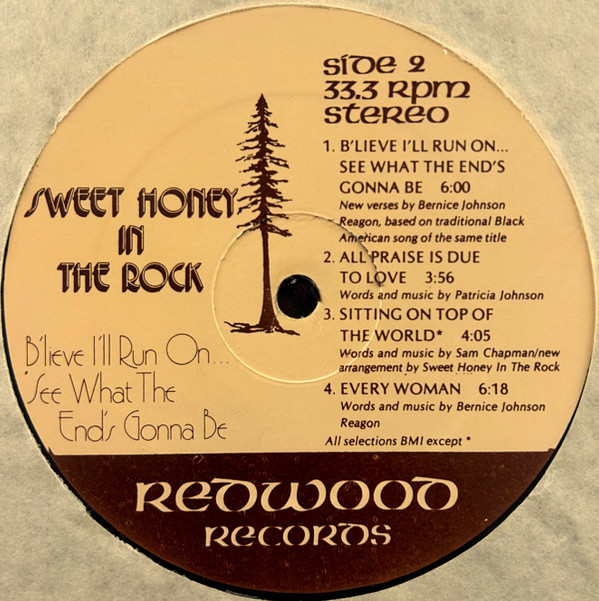 SIDE 2
33.3 RPM
STEREO
1. B'LIEVE I'LL RUN ON...
SEE WHAT THE END'S
GONNA BE 6:00
New verses by Bernice Johnson
Reagon, based on traditional Black
American song of the same title
2. ALL PRAISE IS DUE
TO LOVE 3:56
Words and music by Patricia Johnson
3. SITTING ON TOP OF
THE WORLD* 4:05
Words and music by Sam Chapman/new
arrangement by Sweet Honey In The Rock
4. EVERY WOMAN 6:18
Words and music by Bernice Johnson
Reagon
All selections BMI except *
SWEET HONEY
IN
THE ROCK
B'lieve I'll Run On...
See What The
End's Gonna Be
REDWOOD
RECORDS